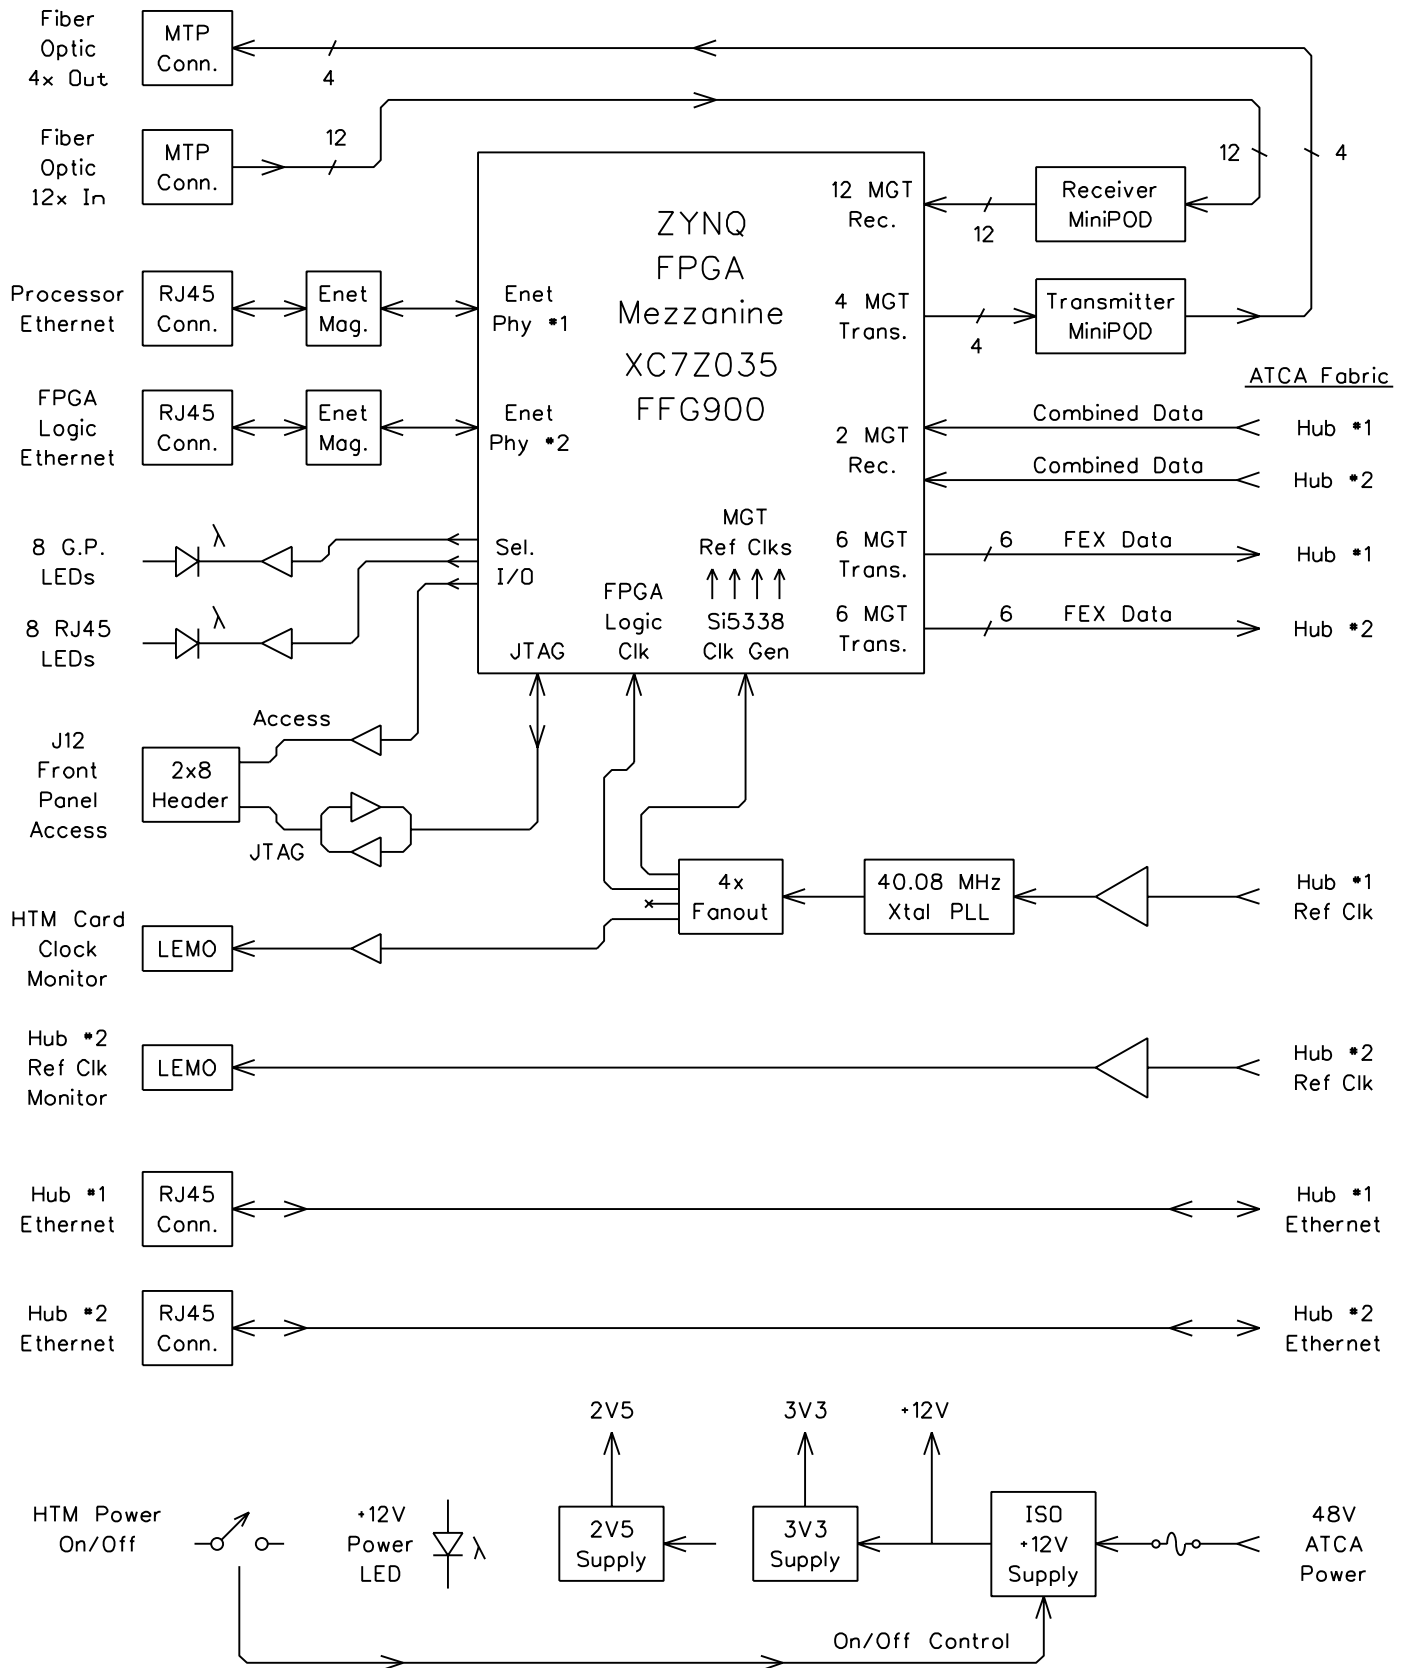 Fiber
Optic
4x Out
MTP
Conn.
4
Fiber
Optic
12x In
MTP
Conn.
12
12
4
12 MGT
Rec.
12
Receiver
MiniPOD
ZYNQ
FPGA
Mezzanine
XC7Z035
FFG900
Processor
Ethernet
RJ45
Conn.
Enet
Mag.
Enet
Phy #1
4 MGT
Trans.
4
Transmitter
MiniPOD
ATCA Fabric
FPGA
Logic
Ethernet
RJ45
Conn.
Enet
Mag.
Enet
Phy #2
2 MGT
Rec.
Combined Data
Hub #1
Combined Data
Hub #2
8 G.P.
LEDs
λ
Sel.
I/O
MGT
Ref Clks
6 MGT
Trans.
6
FEX Data
Hub #1
8 RJ45
LEDs
λ
JTAG
FPGA
Logic
Clk
Si5338
Clk Gen
6 MGT
Trans.
6
FEX Data
Hub #2
J12
Front
Panel
Access
2x8
Header
Access
JTAG
4x
Fanout
40.08 MHz
Xtal PLL
Hub #1
Ref Clk
HTM Card
Clock
Monitor
LEMO
Hub #2
Ref Clk
Monitor
LEMO
Hub #2
Ref Clk
Hub #1
Ethernet
RJ45
Conn.
Hub #1
Ethernet
Hub #2
Ethernet
RJ45
Conn.
Hub #2
Ethernet
2V5
3V3
+12V
HTM Power
On/Off
+12V
Power
LED
λ
2V5
Supply
3V3
Supply
ISO
+12V
Supply
48V
ATCA
Power
On/Off Control